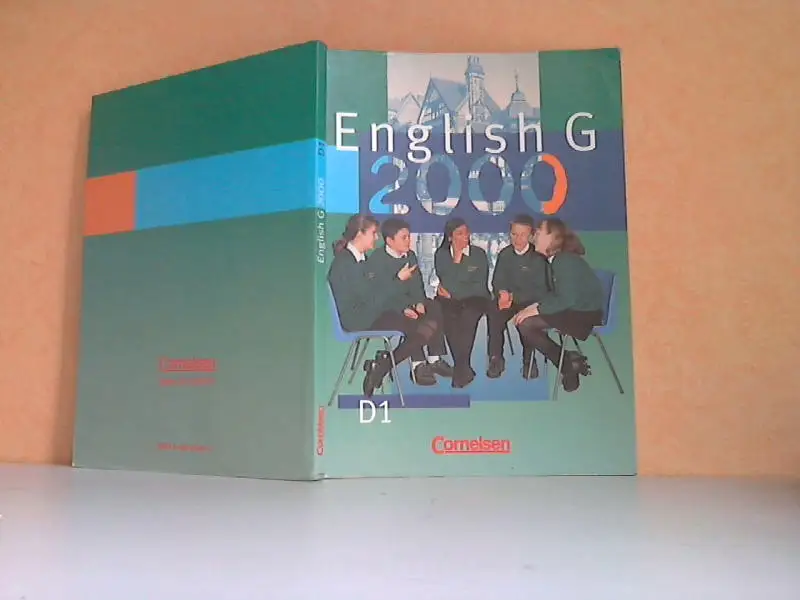 English G
2000
D1
Cornelsen
D1
English G 2000
Cornelsen
Cornelsen